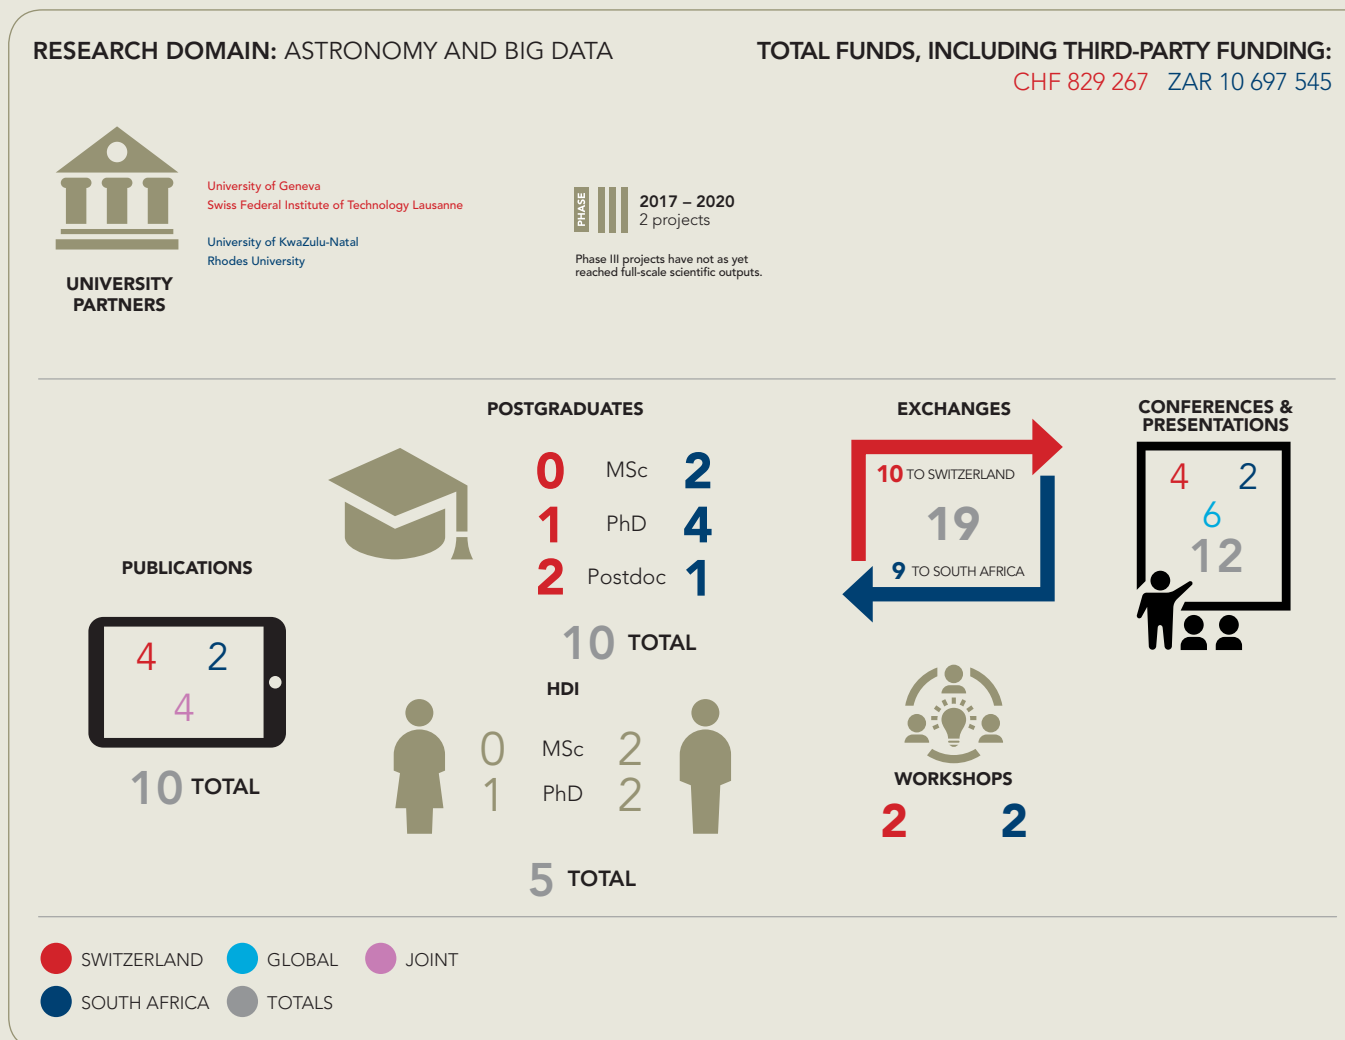 RESEARCH DOMAIN: ASTRONOMY AND BIG DATA
TOTAL FUNDS, INCLUDING THIRD-PARTY FUNDING:
CHF 829 267 ZAR 10 697 545
University of Geneva
Swiss Federal Institute of Technology Lausanne
University of KwaZulu-Natal
Rhodes University
UNIVERSITY
PARTNERS
PHASE III
2017 – 2020
2 projects
Phase III projects have not as yet
reached full-scale scientific outputs.
PUBLICATIONS
4 2
4
10 TOTAL
POSTGRADUATES
0 MSc 2
1 PhD 4
2 Postdoc 1
10 TOTAL
HDI
0 MSc 2
1 PhD 2
5 TOTAL
EXCHANGES
10 TO SWITZERLAND
19
9 TO SOUTH AFRICA
WORKSHOPS
2 2
CONFERENCES &
PRESENTATIONS
4 2
6
12
SWITZERLAND GLOBAL JOINT
SOUTH AFRICA TOTALS